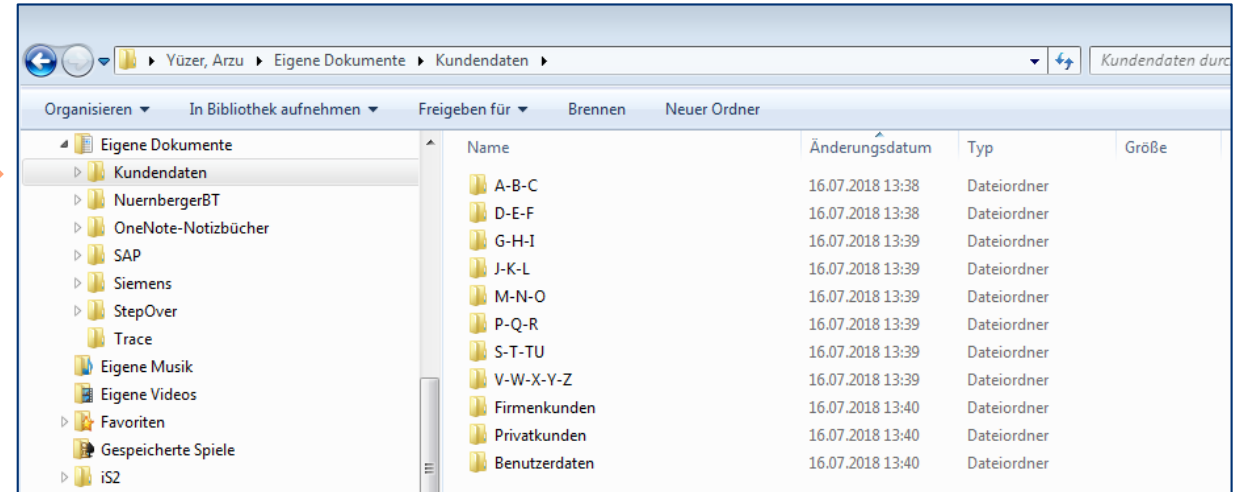 Yüzer, Arzu Eigene Dokumente Kundendaten Kundendaten durc
Organisieren In Bibliothek aufnehmen Freigeben für Brennen Neuer Ordner
Eigene Dokumente
Kundendaten
NuernbergerBT
OneNote-Notizbücher
SAP
Siemens
StepOver
Trace
Eigene Musik
Eigene Videos
Favoriten
Gespeicherte Spiele
iS2
Name Änderungsdatum Typ Größe
A-B-C 16.07.2018 13:38 Dateiordner
D-E-F 16.07.2018 13:38 Dateiordner
G-H-I 16.07.2018 13:39 Dateiordner
J-K-L 16.07.2018 13:39 Dateiordner
M-N-O 16.07.2018 13:39 Dateiordner
P-Q-R 16.07.2018 13:39 Dateiordner
S-T-TU 16.07.2018 13:39 Dateiordner
V-W-X-Y-Z 16.07.2018 13:39 Dateiordner
Firmenkunden 16.07.2018 13:40 Dateiordner
Privatkunden 16.07.2018 13:40 Dateiordner
Benutzerdaten 16.07.2018 13:40 Dateiordner